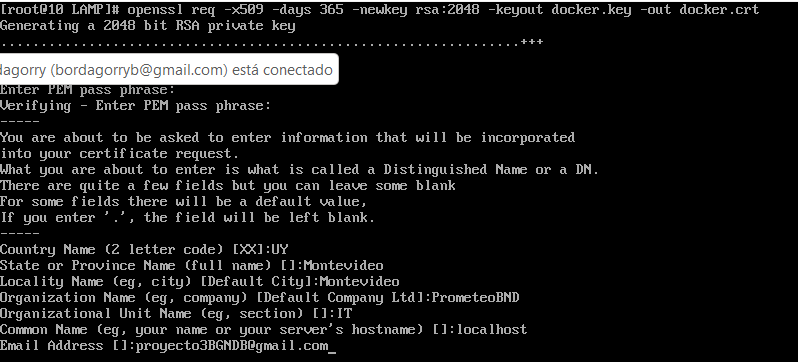 [root@10 LAMP]# openssl req -x509 -days 365 -newkey rsa:2048 -keyout docker.key -out docker.crt
Generating a 2048 bit RSA private key
................................................................+++
dagorry (bordagorryb@gmail.com) está conectado
Enter PEM pass phrase:
Verifying - Enter PEM pass phrase:
-----
You are about to be asked to enter information that will be incorporated
into your certificate request.
What you are about to enter is what is called a Distinguished Name or a DN.
There are quite a few fields but you can leave some blank
For some fields there will be a default value,
If you enter '.', the field will be left blank.
-----
Country Name (2 letter code) [XX]:UY
State or Province Name (full name) []:Montevideo
Locality Name (eg, city) [Default City]:Montevideo
Organization Name (eg, company) [Default Company Ltd]:PrometeoBND
Organizational Unit Name (eg, section) []:IT
Common Name (eg, your name or your server's hostname) []:localhost
Email Address []:proyecto3BGNDB@gmail.com_